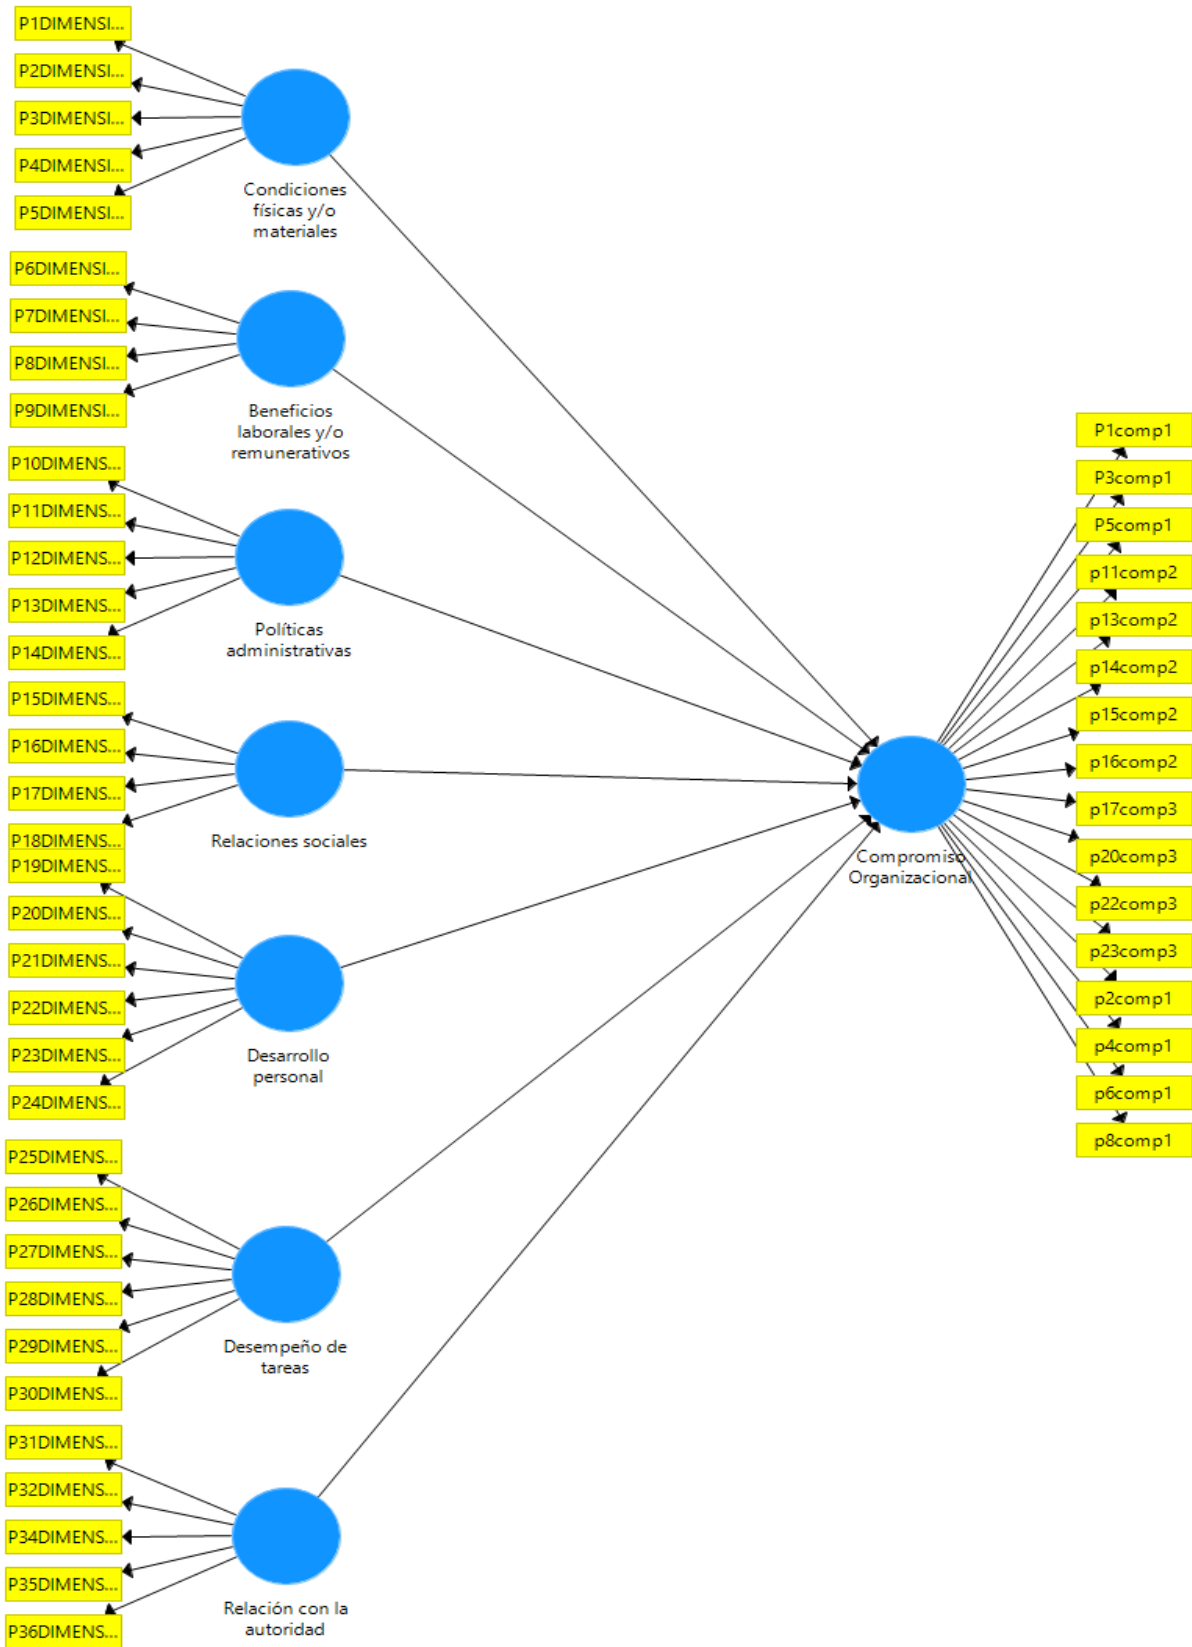 P1DIMENSI...
P2DIMENSI...
P3DIMENSI...
P4DIMENSI...
P5DIMENSI...
Condiciones
físicas y/o
materiales
P6DIMENSI...
P7DIMENSI...
P8DIMENSI...
P9DIMENSI...
Beneficios
laborales y/o
remunerativos
P10DIMENS...
P11DIMENS...
P12DIMENS...
P13DIMENS...
P14DIMENS...
Políticas
administrativas
P15DIMENS...
P16DIMENS...
P17DIMENS...
P18DIMENS...
Relaciones sociales
P19DIMENS...
P20DIMENS...
P21DIMENS...
P22DIMENS...
P23DIMENS...
P24DIMENS...
Desarrollo
personal
P25DIMENS...
P26DIMENS...
P27DIMENS...
P28DIMENS...
P29DIMENS...
P30DIMENS...
Desempeño de
tareas
P31DIMENS...
P32DIMENS...
P34DIMENS...
P35DIMENS...
P36DIMENS...
Relación con la
autoridad
Compromiso
Organizacional
P1comp1
P3comp1
P5comp1
p11comp2
p13comp2
p14comp2
p15comp2
p16comp2
p17comp3
p20comp3
p22comp3
p23comp3
p2comp1
p4comp1
p6comp1
p8comp1